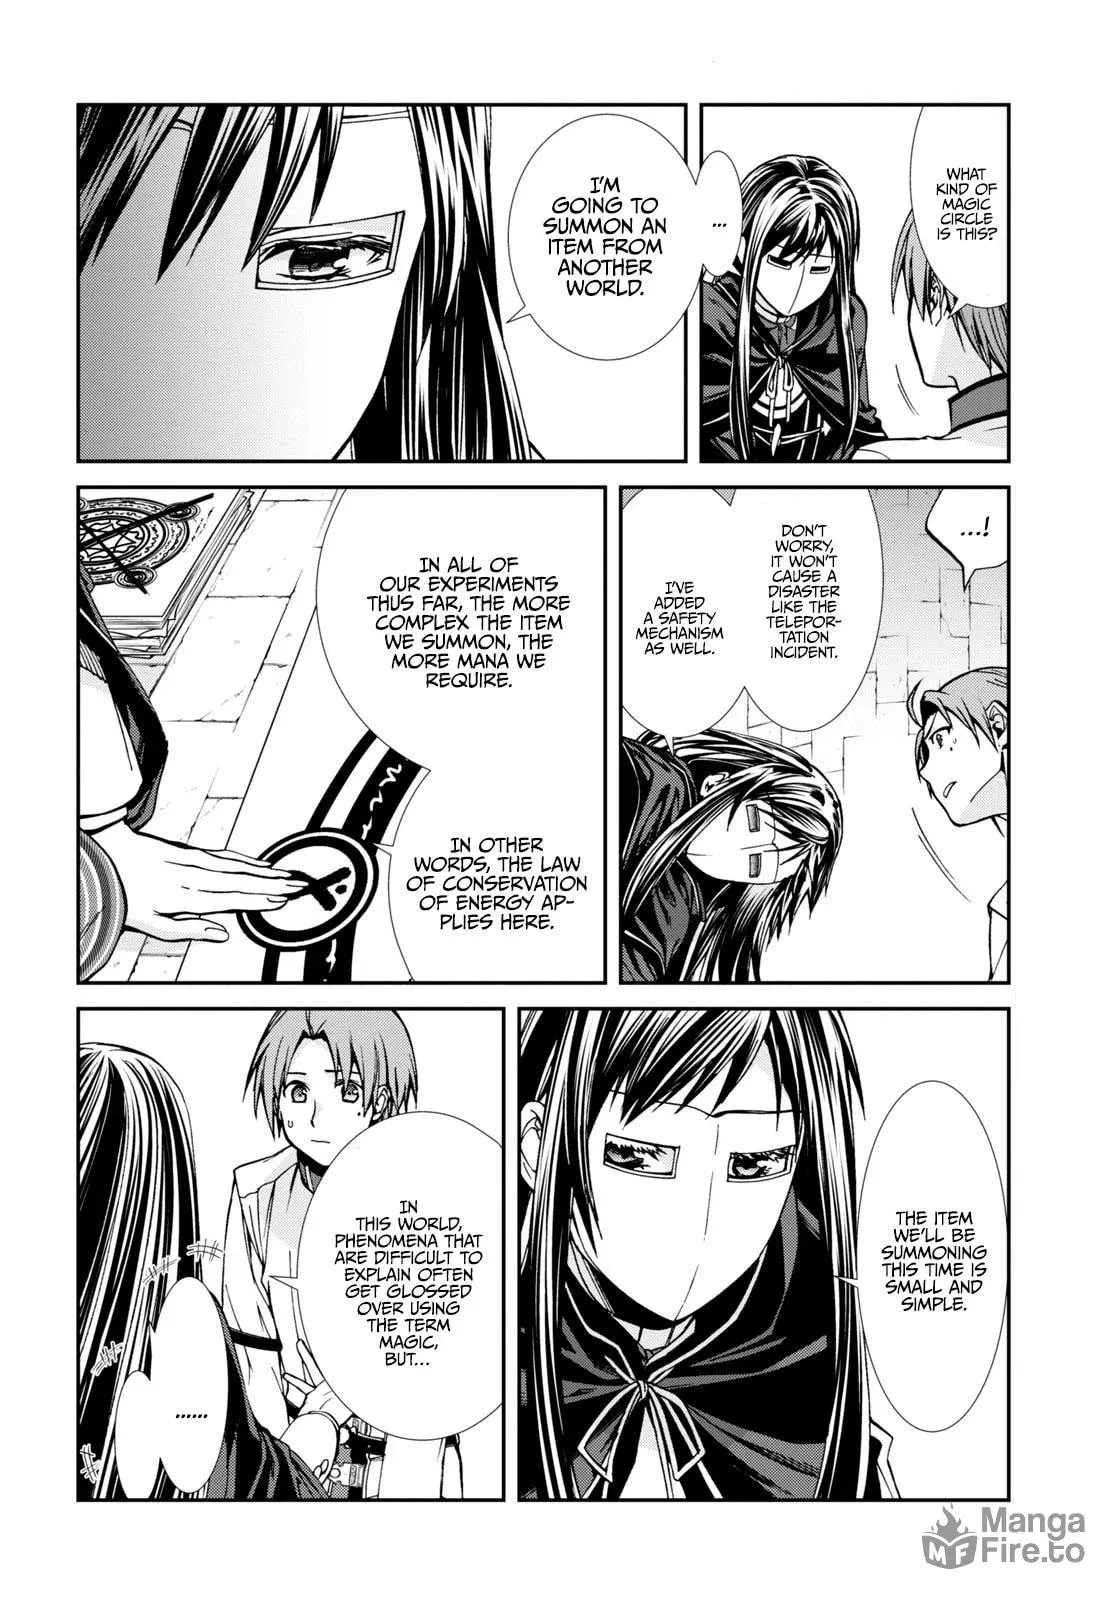 WHAT
KIND OF
MAGIC
CIRCLE
IS THIS?
...
I'M
GOING TO
SUMMON AN
ITEM FROM
ANOTHER
WORLD.
...!
DON'T
WORRY,
IT WON'T
CAUSE A
DISASTER
LIKE THE
TELEPOR-
TATION
INCIDENT.
I'VE
ADDED
A SAFETY
MECHANISM
AS WELL.
IN ALL OF
OUR EXPERIMENTS
THUS FAR, THE MORE
COMPLEX THE ITEM
WE SUMMON, THE
MORE MANA WE
REQUIRE.
IN OTHER
WORDS, THE LAW
OF CONSERVATION
OF ENERGY AP-
PLIES HERE.
THE ITEM
WE'LL BE
SUMMONING
THIS TIME IS
SMALL AND
SIMPLE.
IN
THIS WORLD,
PHENOMENA THAT
ARE DIFFICULT TO
EXPLAIN OFTEN
GET GLOSSED
OVER USING
THE TERM
MAGIC,
BUT...
.......
MF
Manga
Fire.to